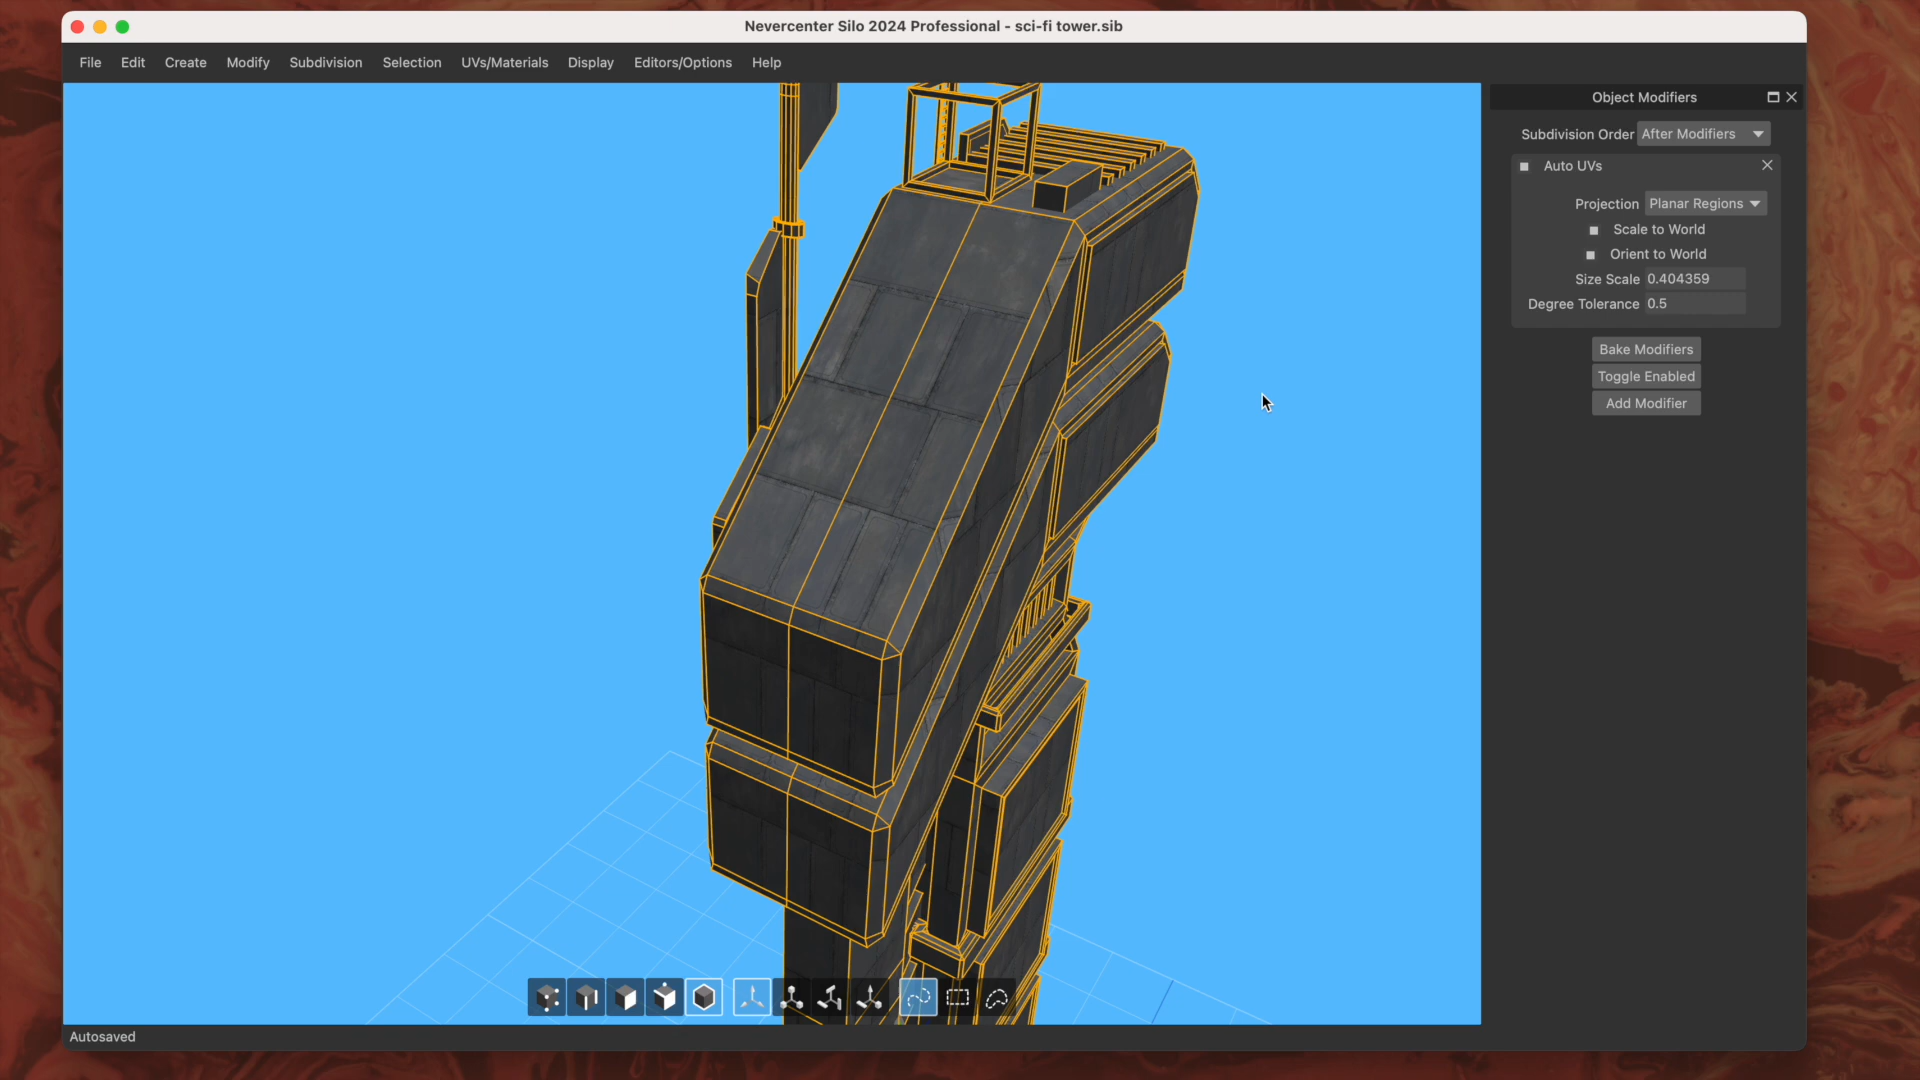 Nevercenter Silo 2024 Professional - sci-fi tower.sib
File Edit Create Modify Subdivision Selection UVs/Materials Display Editors/Options Help
Object Modifiers
Subdivision Order After Modifiers
Auto UVs
Projection Planar Regions
Scale to World
Orient to World
Size Scale 0.404359
Degree Tolerance 0.5
Bake Modifiers
Toggle Enabled
Add Modifier
Autosaved